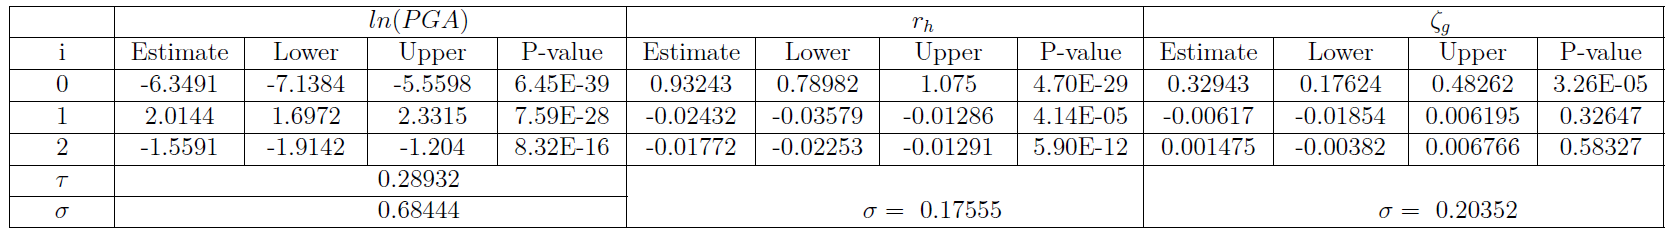 ln(PGA) r_h ζ_g
i Estimate Lower Upper P-value Estimate Lower Upper P-value Estimate Lower Upper P-value
0 -6.3491 -7.1384 -5.5598 6.45E-39 0.93243 0.78982 1.075 4.70E-29 0.32943 0.17624 0.48262 3.26E-05
1 2.0144 1.6972 2.3315 7.59E-28 -0.02432 -0.03579 -0.01286 4.14E-05 -0.00617 -0.01854 0.006195 0.32647
2 -1.5591 -1.9142 -1.204 8.32E-16 -0.01772 -0.02253 -0.01291 5.90E-12 0.001475 -0.00382 0.006766 0.58327
τ 0.28932
σ 0.68444 σ = 0.17555 σ = 0.20352